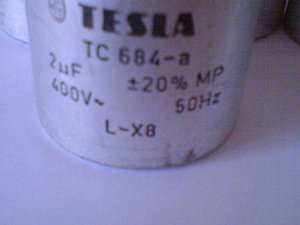 TESLA
TC 684-a
2µF ±20% MP
400V~ 50Hz
L-X8